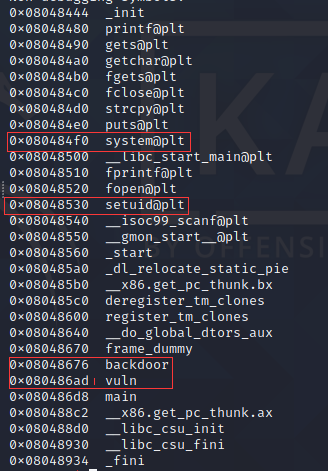 0×08048444 _init
0×08048480 printf@plt
0×08048490 gets@plt
0×080484a0 getchar@plt
0×080484b0 fgets@plt
0×080484c0 fclose@plt
0×080484d0 strcpy@plt
0×080484e0 puts@plt
0×080484f0 system@plt
0×08048500 __libc_start_main@plt
0×08048510 fprintf@plt
0×08048520 fopen@plt
0×08048530 setuid@plt
0×08048540 __isoc99_scanf@plt
0×08048550 __gmon_start__@plt
0×08048560 _start
0×080485a0 _dl_relocate_static_pie
0×080485b0 __x86.get_pc_thunk.bx
0×080485c0 deregister_tm_clones
0×08048600 register_tm_clones
0×08048640 __do_global_dtors_aux
0×08048670 frame_dummy
0×08048676 backdoor
0×080486ad vuln
0×080486d8 main
0×080488c2 __x86.get_pc_thunk.ax
0×080488d0 __libc_csu_init
0×08048930 __libc_csu_fini
0×08048934 _fini